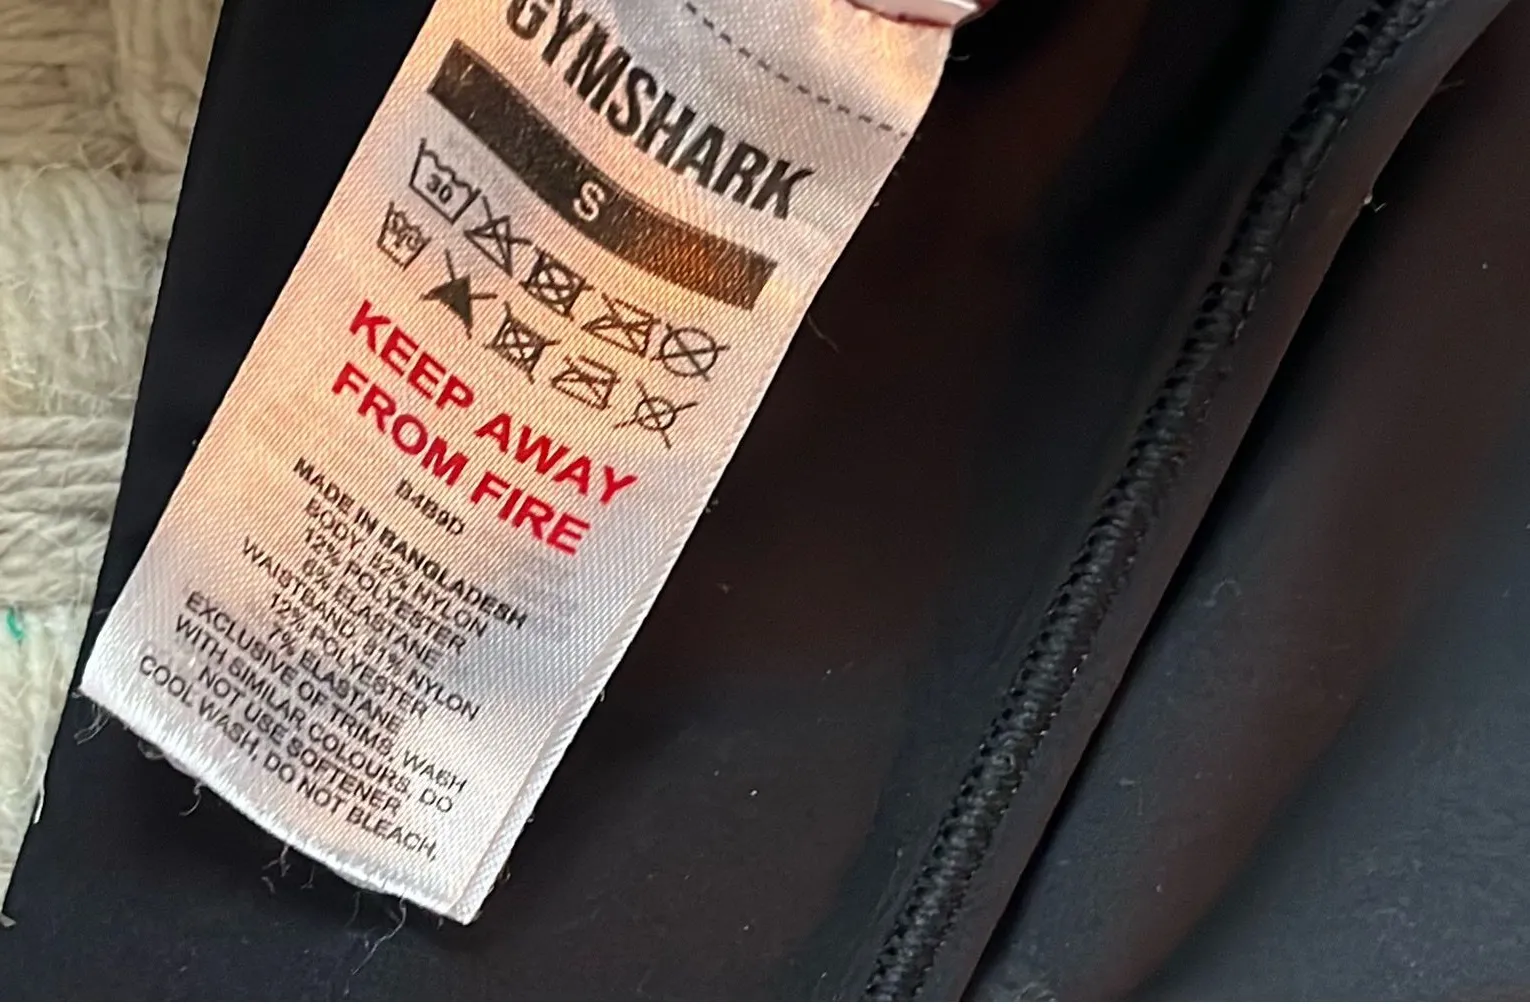 GYMSHARK
S
30
KEEP AWAY
FROM FIRE
B4B9D
MADE IN BANGLADESH
BODY: 82% NYLON
12% POLYESTER
6% ELASTANE
WAISTBAND: 81% NYLON
12% POLYESTER
7% ELASTANE
EXCLUSIVE OF TRIMS, WASH
WITH SIMILAR COLOURS, DO
NOT USE SOFTENER,
COOL WASH, DO NOT BLEACH,